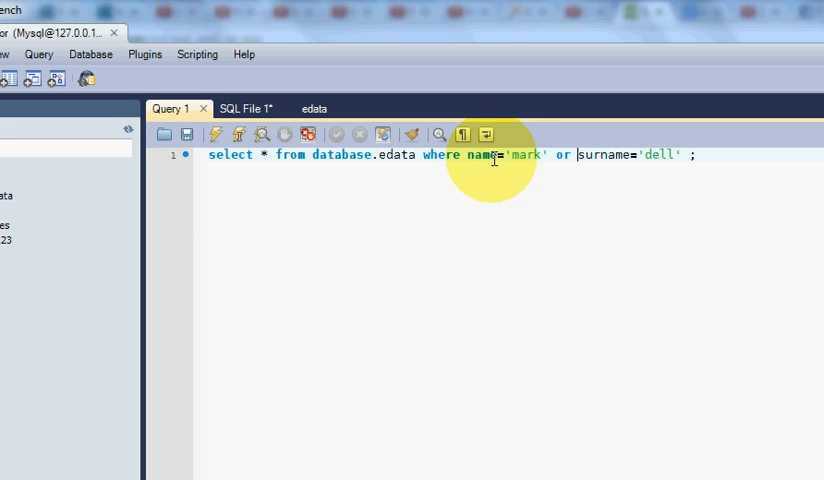 ench
or (Mysql@127.0.0.1... ×
ew Query Database Plugins Scripting Help
Query 1 × SQL File 1* edata
1 select * from database.edata where name='mark' or surname='dell' ;
ata
es
23